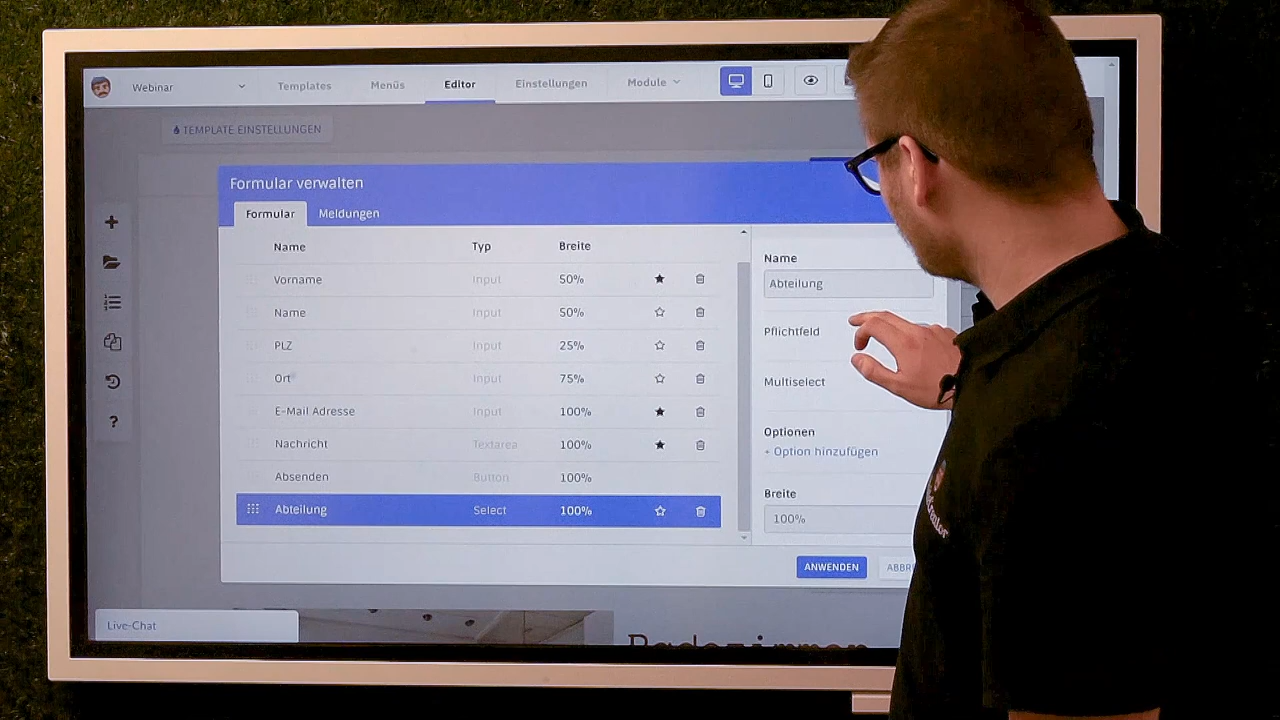 Webinar Templates Menüs Editor Einstellungen Module
TEMPLATE EINSTELLUNGEN
Formular verwalten
Formular Meldungen
Name Typ Breite
Vorname Input 50%
Name Input 50%
PLZ Input 25%
Ort Input 75%
E-Mail Adresse Input 100%
Nachricht Textarea 100%
Absenden Button 100%
Abteilung Select 100%
Name
Abteilung
Pflichtfeld
Multiselect
Optionen
+ Option hinzufügen
Breite
100%
ANWENDEN ABBR
?
Live-Chat
Badezimmer